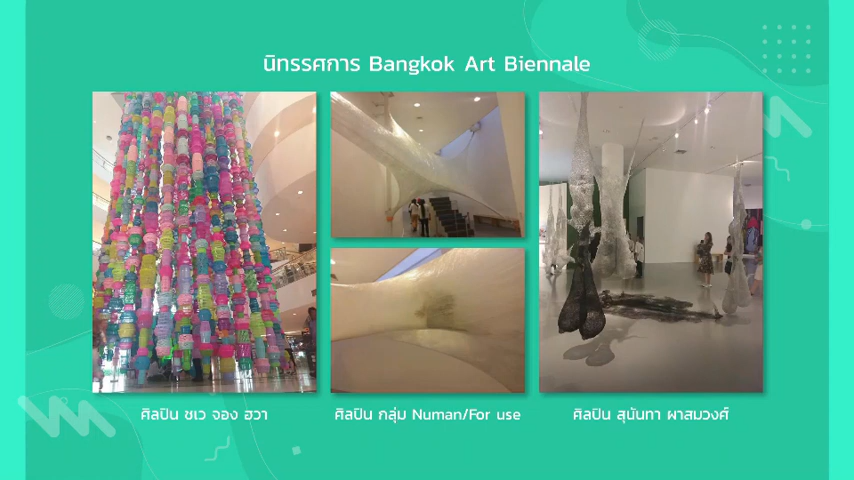 นิทรรศการ Bangkok Art Biennale
ศิลปิน ชเว จอง ฮวา
ศิลปิน กลุ่ม Numan/For use
ศิลปิน สุนันทา ผาสมวงค์